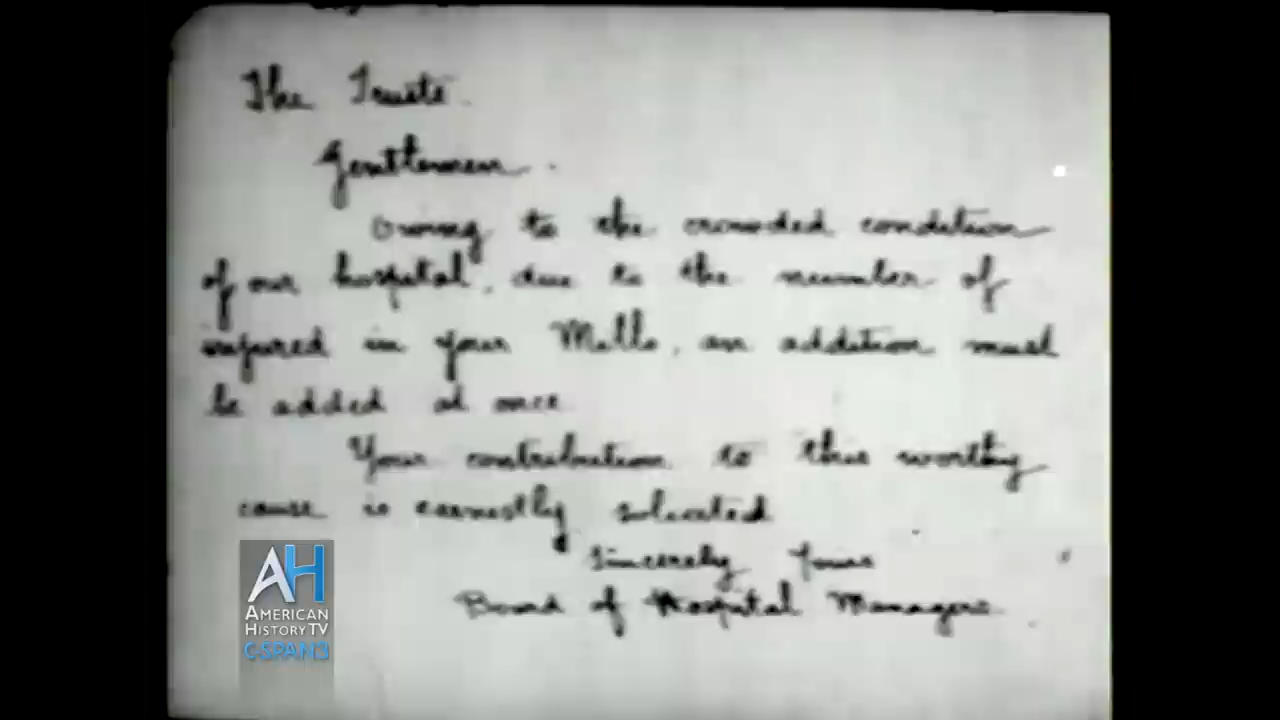 The Truste.
Gentlemen.
Owing to the crowded condition
of our hospital, due to the number of
injured in your Mills, an addition must
be added at once
Your contribution to this worthy
cause is earnestly solicited
Sincerely Yours
Board of Hospital Managers.
AH
AMERICAN
HISTORY TV
C-SPAN3